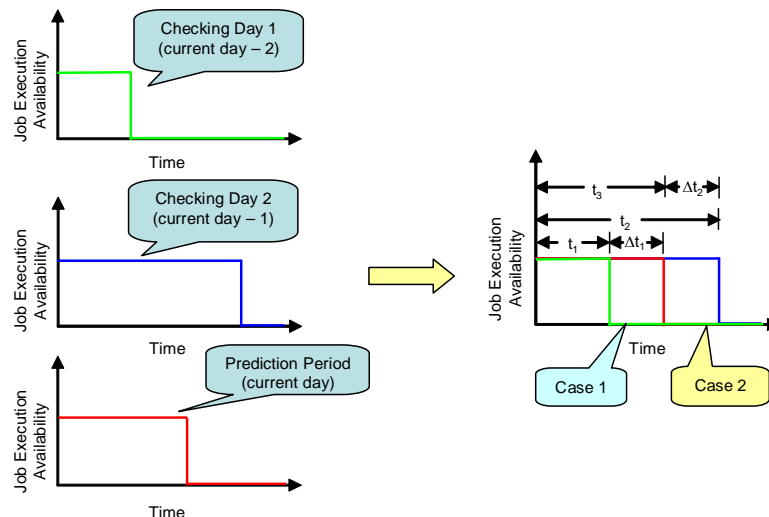 Checking Day 1
(current day – 2)
Job Execution
Availability
Time
Checking Day 2
(current day – 1)
Job Execution
Availability
Time
Prediction Period
(current day)
Job Execution
Availability
Time
t3
Δt2
t2
t1
Δt1
Job Execution
Availability
Time
Case 1
Case 2